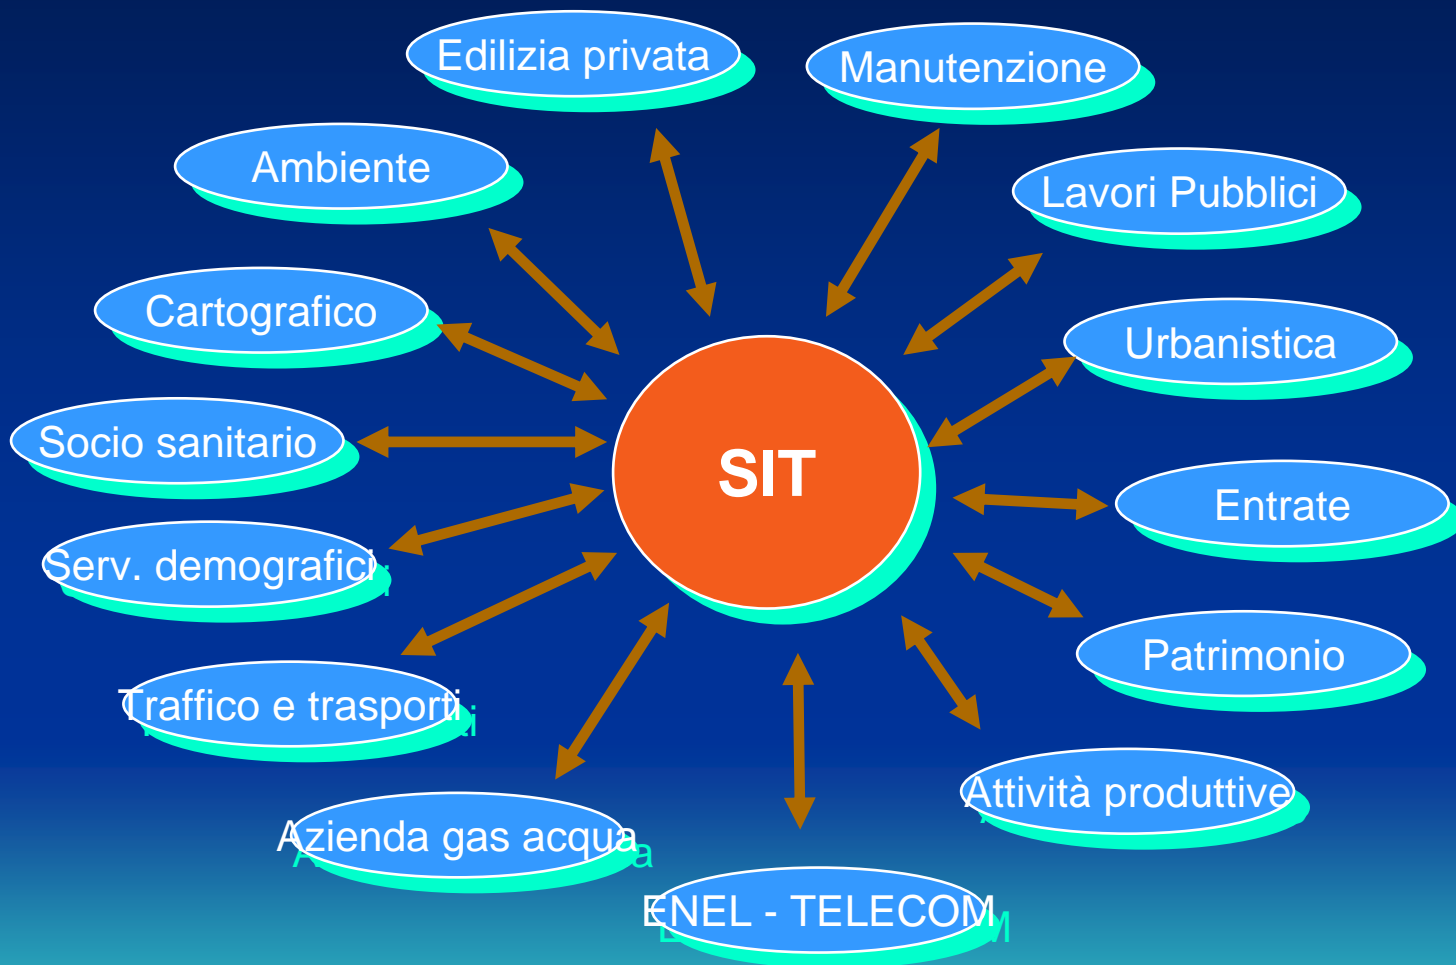 Edilizia privata
Manutenzione
Ambiente
Lavori Pubblici
Cartografico
Urbanistica
Socio sanitario
SIT
Entrate
Serv. demografici
Patrimonio
Traffico e trasporti
Attività produttive
Azienda gas acqua
ENEL - TELECOM